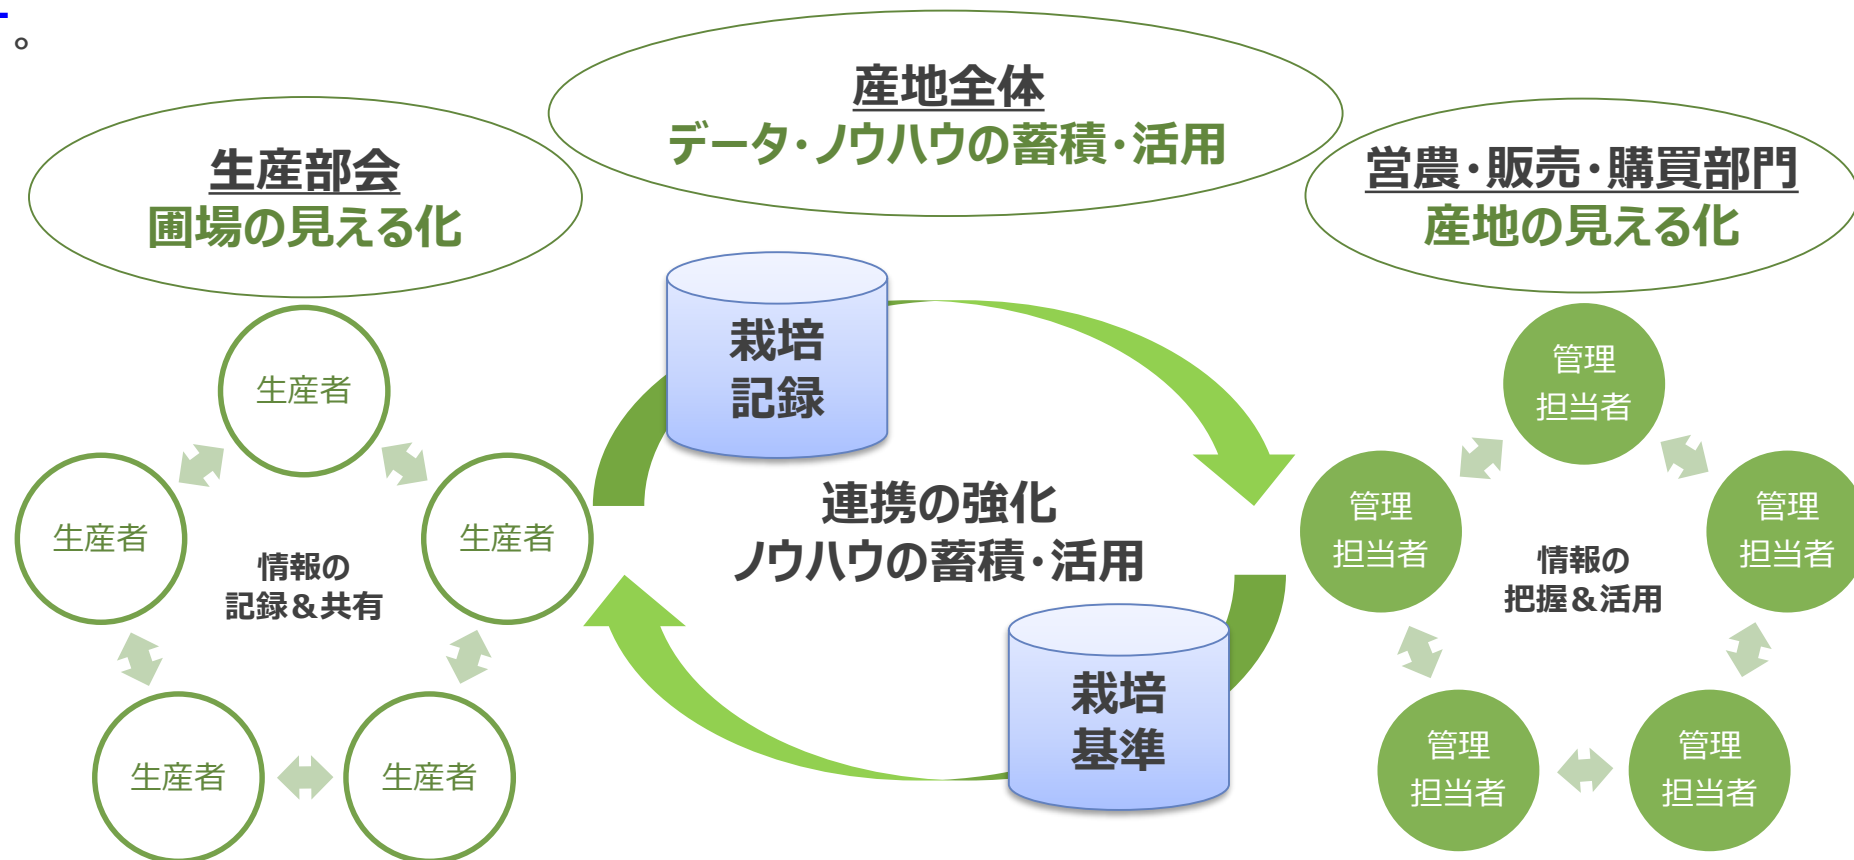 。
産地全体
データ・ノウハウの蓄積・活用
生産部会
圃場の見える化
営農・販売・購買部門
産地の見える化
生産者
生産者
生産者
情報の
記録＆共有
生産者
生産者
栽培
記録
連携の強化
ノウハウの蓄積・活用
栽培
基準
管理
担当者
管理
担当者
管理
担当者
情報の
把握＆活用
管理
担当者
管理
担当者